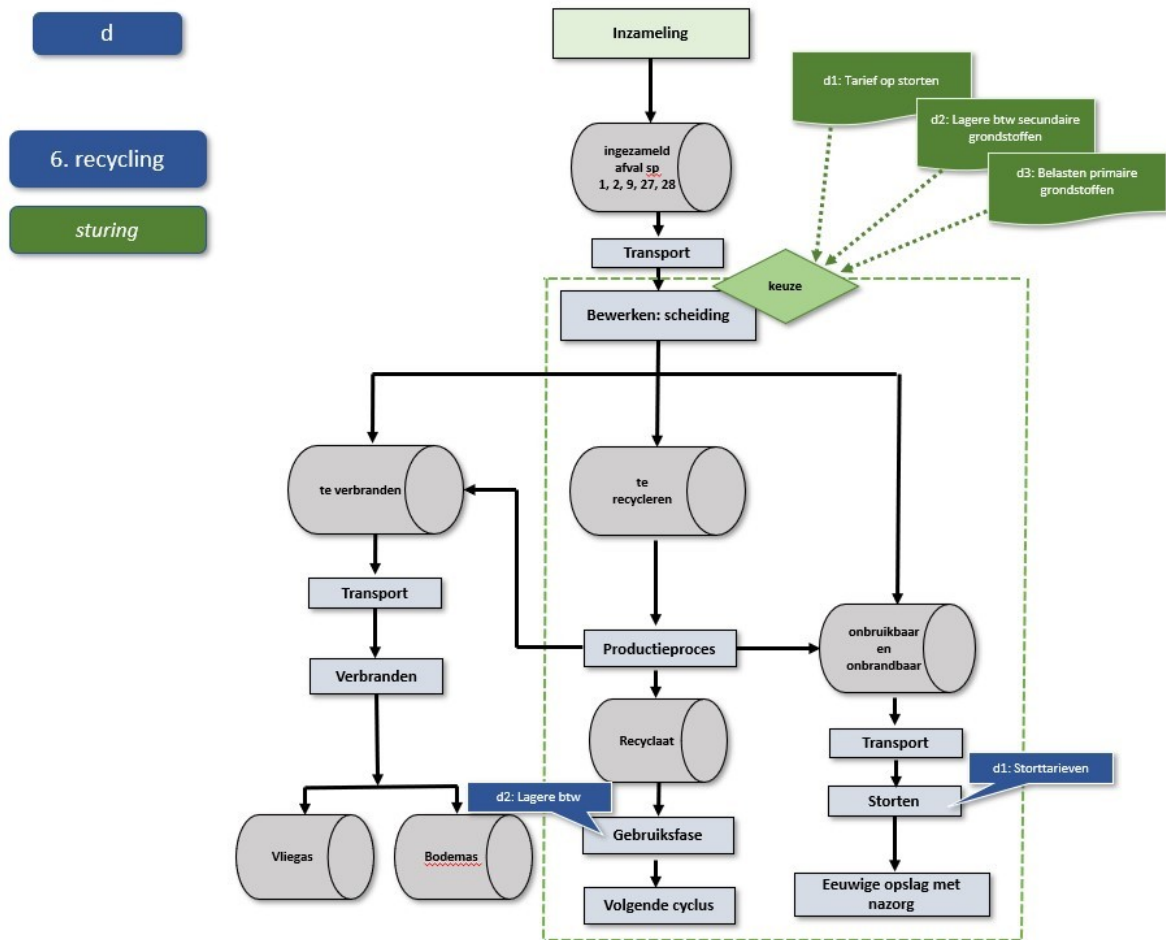 d
Inzameling
d1: Tarief op storten
d2: Lagere btw secundaire
grondstoffen
6. recycling
d3: Belasten primaire
grondstoffen
ingezameld
afval sp
1, 2, 9, 27, 28
sturing
Transport
keuze
Bewerken: scheiding
te verbranden
te
recycleren
Transport
Productieproces
onbruikbaar
en
onbrandbaar
Verbranden
Recyclaat
Transport
d1: Storttarieven
d2: Lagere btw
Storten
Gebruiksfase
Vliegas
Bodemas
Volgende cyclus
Eeuwige opslag met
nazorg